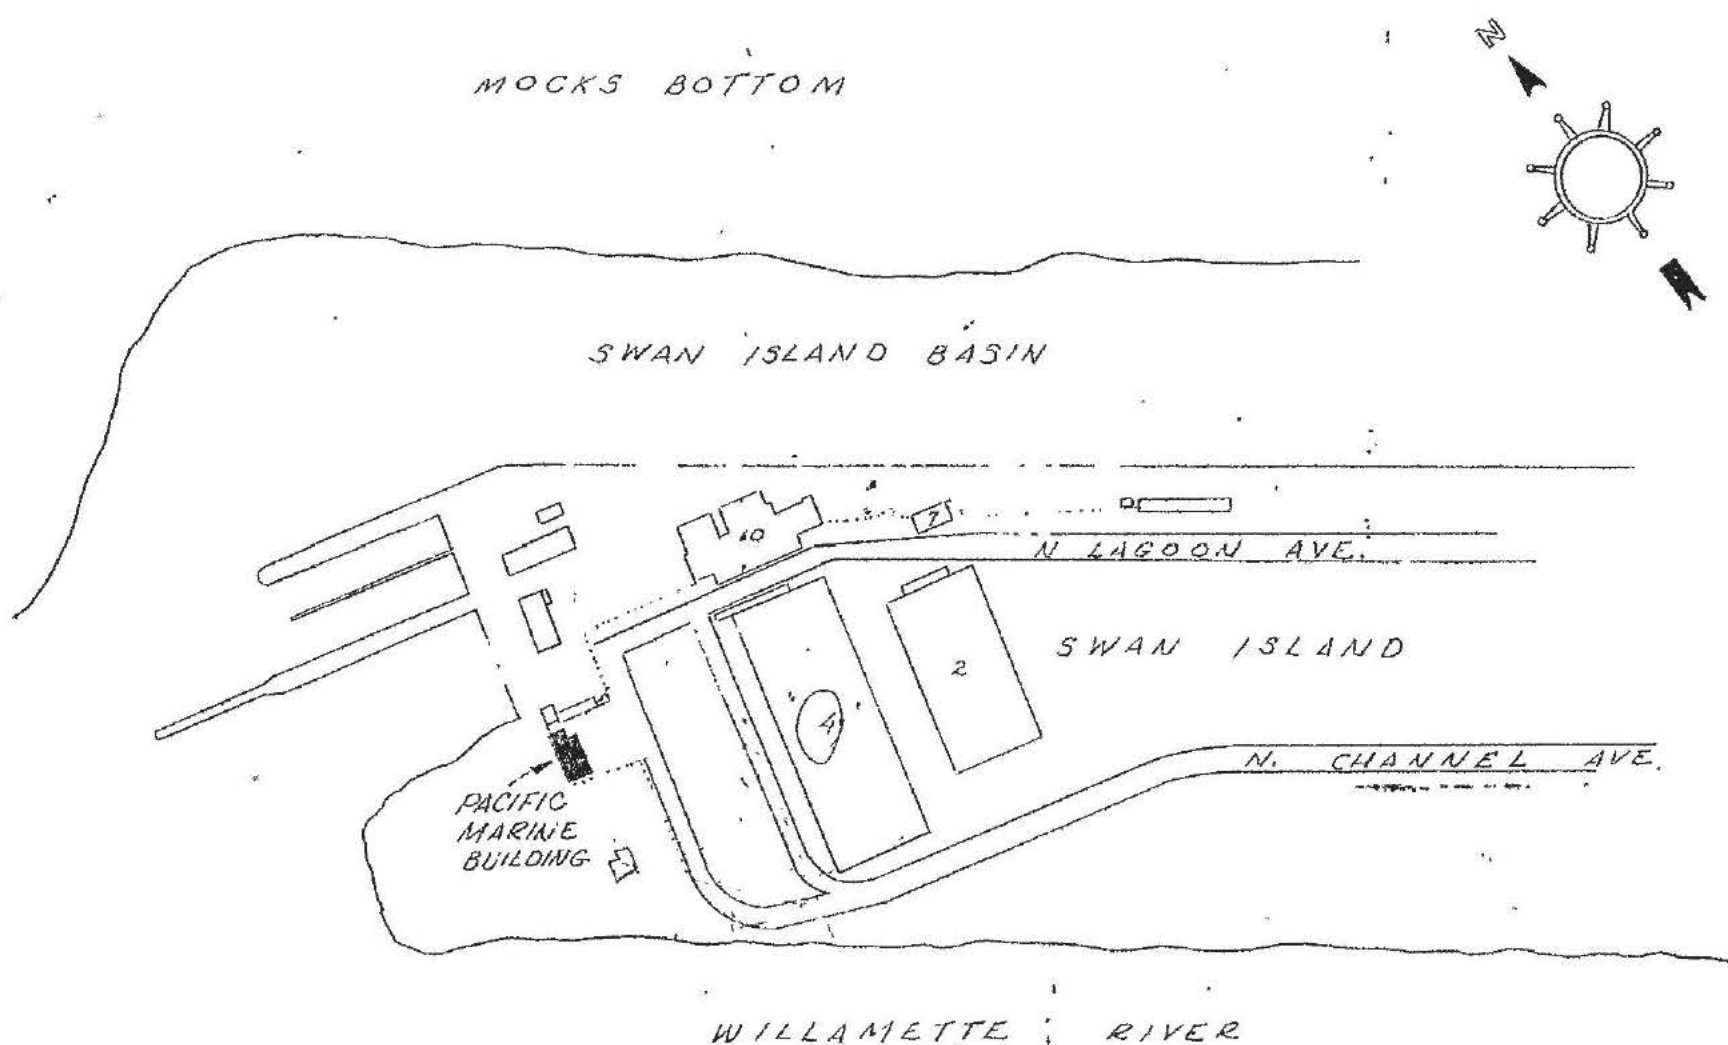 N
MOCKS BOTTOM
SWAN ISLAND BASIN
60
7
N LAGOON AVE.
SWAN ISLAND
2
4
N. CHANNEL AVE.
PACIFIC
MARINE
BUILDING
WILLAMETTE RIVER